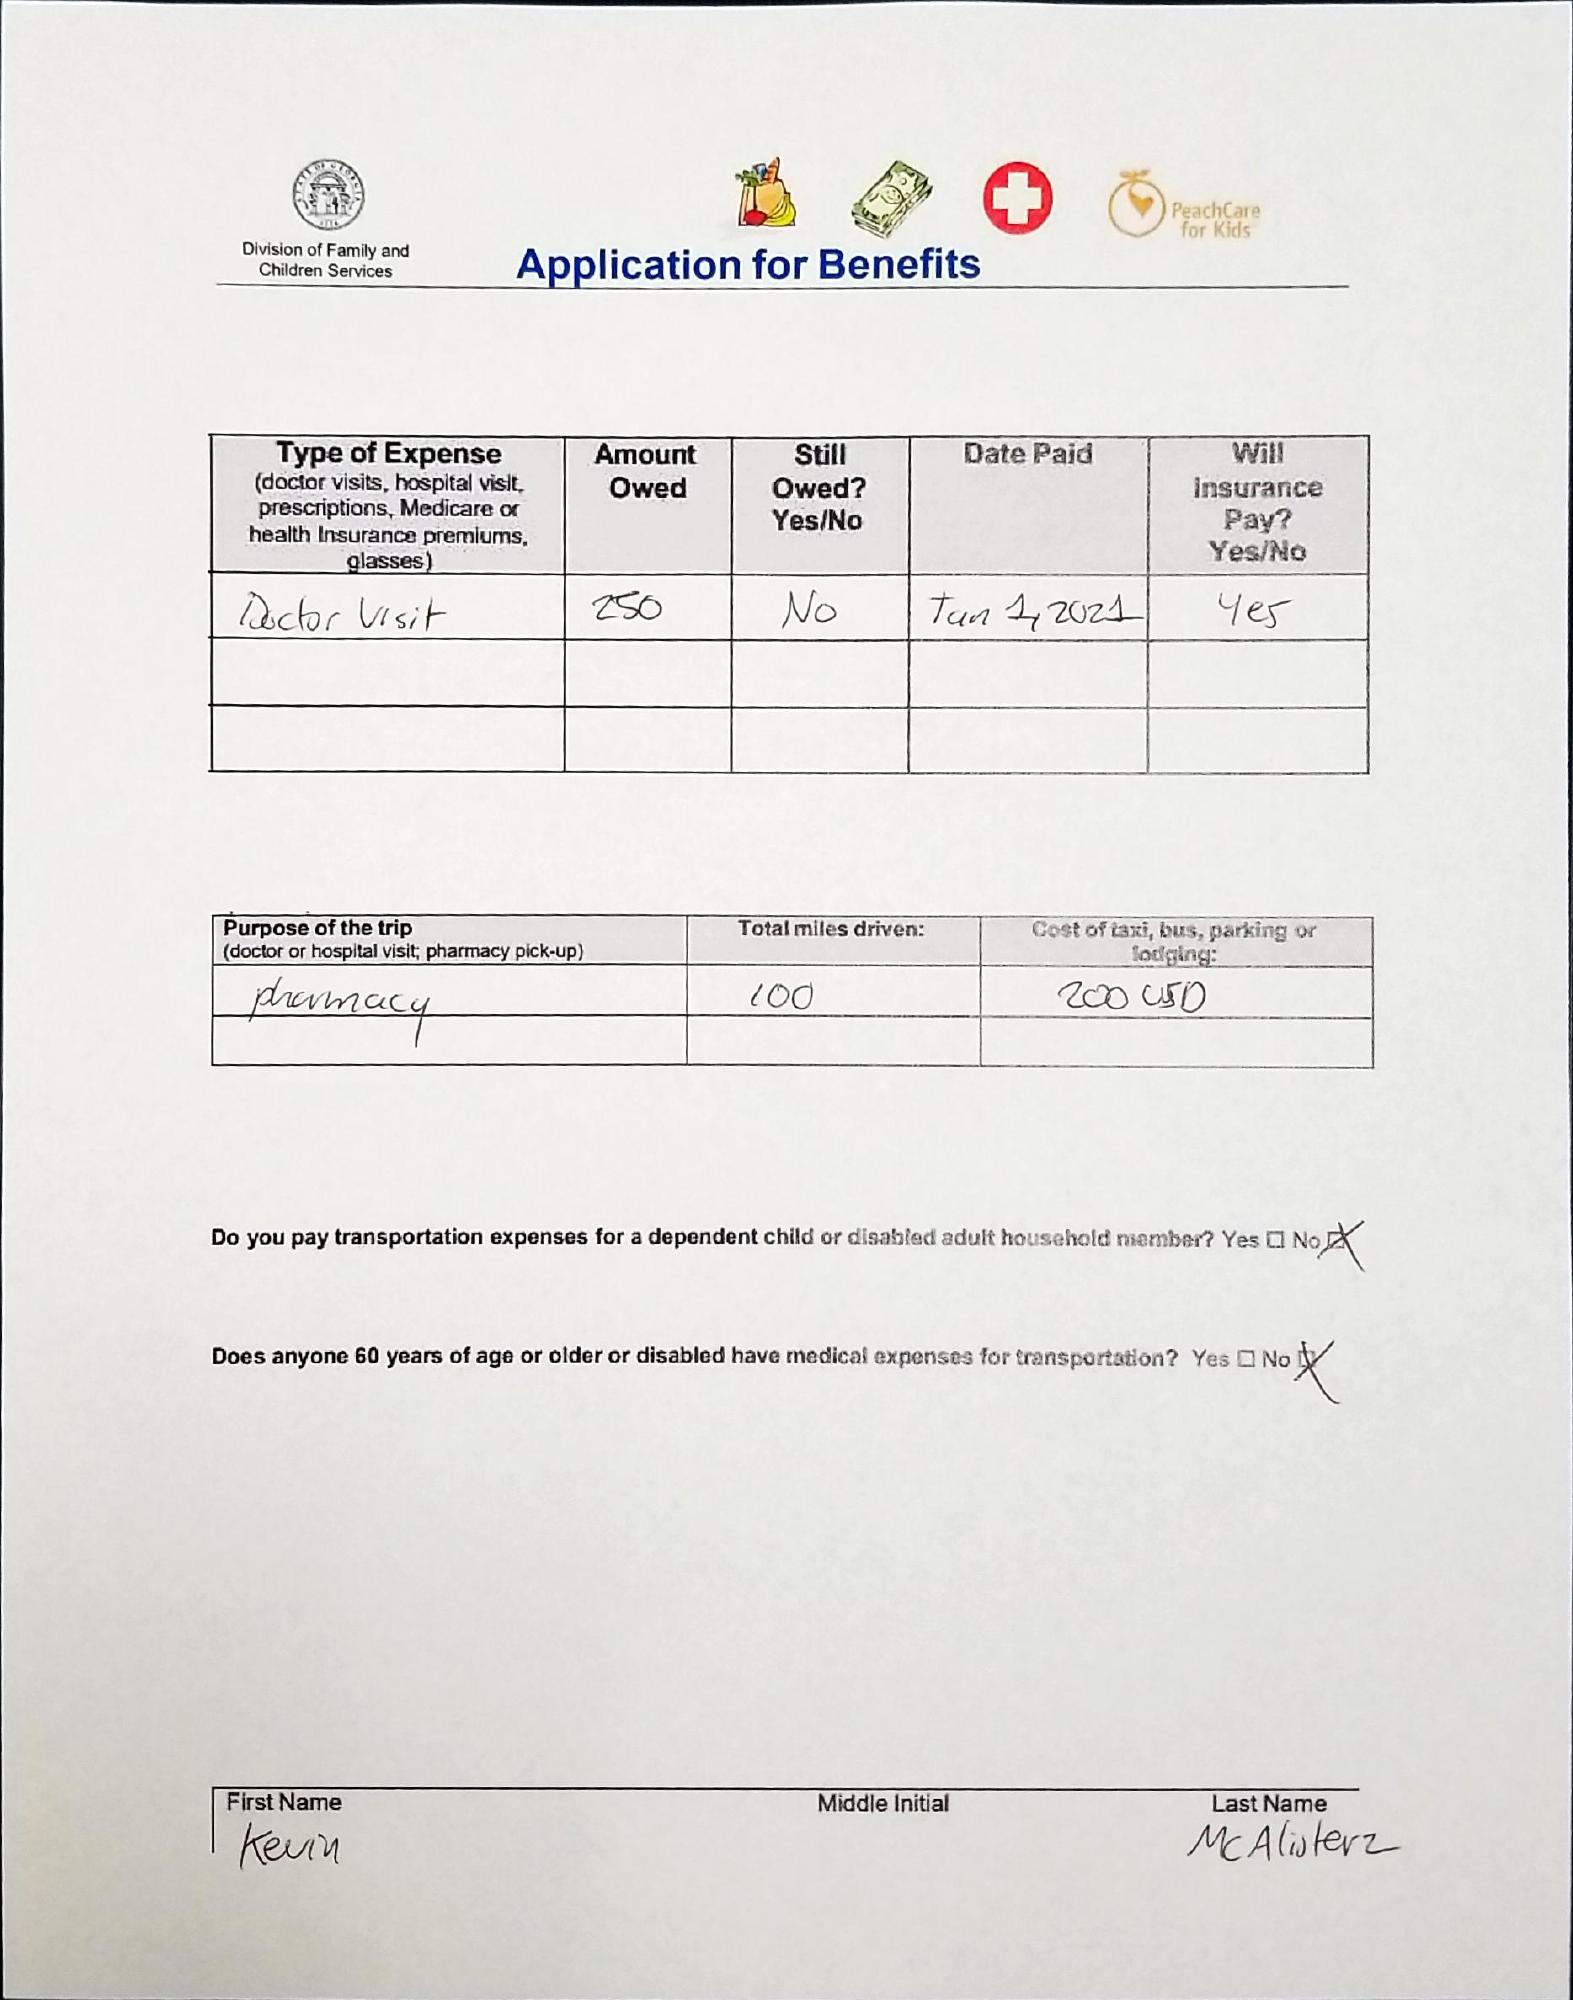 STATE OF GEORGIA
1776
Division of Family and
Children Services
PeachCare
for Kids
Application for Benefits
Type of Expense
(doctor visits, hospital visit,
prescriptions, Medicare or
health Insurance premiums,
glasses)
Amount
Owed
Still
Owed?
Yes/No
Date Paid
Will
Insurance
Pay?
Yes/No
Doctor Visit 250 No Jan 1, 2021 Yes
Purpose of the trip
(doctor or hospital visit; pharmacy pick-up)
Total miles driven:
Cost of taxi, bus, parking or
lodging:
pharmacy 100 200 USD
Do you pay transportation expenses for a dependent child or disabled adult household member? Yes ☐ No ☒
Does anyone 60 years of age or older or disabled have medical expenses for transportation? Yes ☐ No ☒
First Name Middle Initial Last Name
Kevin McAlisterz